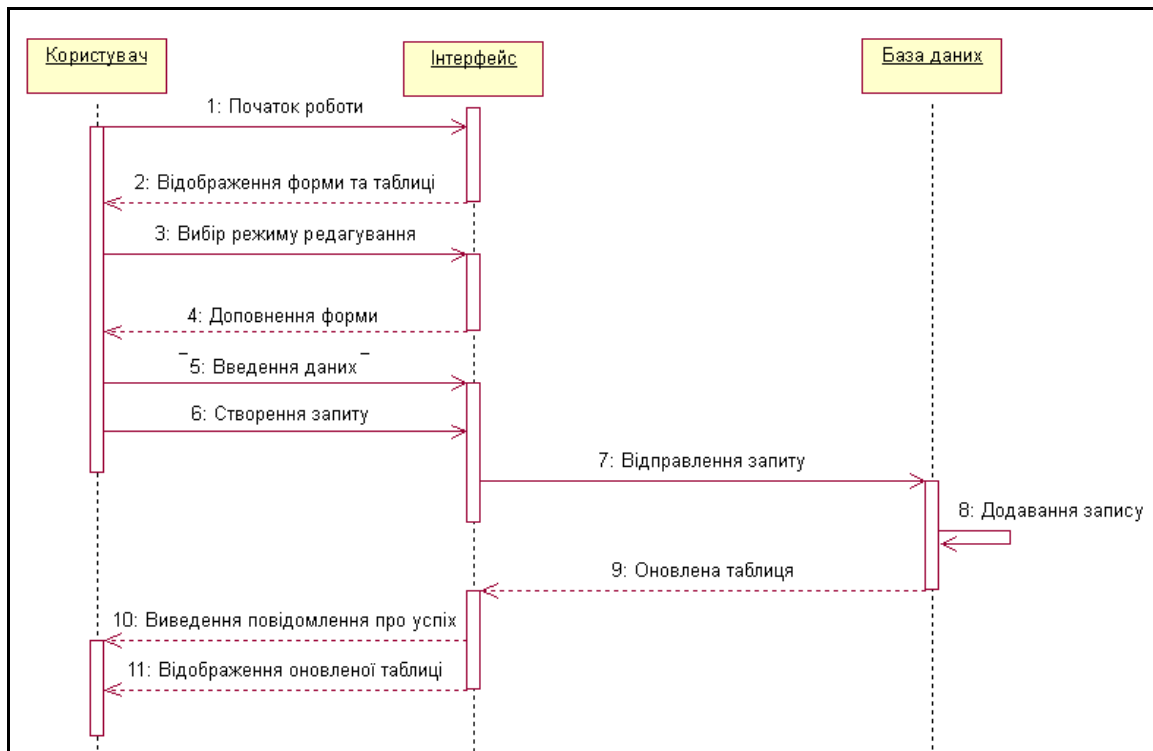 Користувач
Інтерфейс
База даних
1: Початок роботи
2: Відображення форми та таблиці
3: Вибір режиму редагування
4: Доповнення форми
5: Введення даних
6: Створення запиту
7: Відправлення запиту
8: Додавання запису
9: Оновлена таблиця
10: Виведення повідомлення про успіх
11: Відображення оновленої таблиці